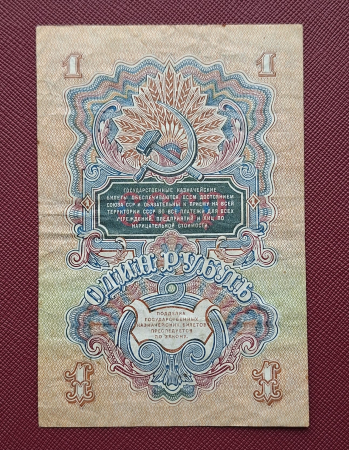 1 1
ГОСУДАРСТВЕННЫЕ КАЗНАЧЕЙСКИЕ
БИЛЕТЫ ОБЕСПЕЧИВАЮТСЯ ВСЕМ ДОСТОЯНИЕМ
СОЮЗА ССР И ОБЯЗАТЕЛЬНЫ К ПРИЕМУ НА ВСЕЙ
ТЕРРИТОРИИ СССР ВО ВСЕ ПЛАТЕЖИ ДЛЯ ВСЕХ
УЧРЕЖДЕНИЙ, ПРЕДПРИЯТИЙ И ЛИЦ ПО
НАРИЦАТЕЛЬНОЙ СТОИМОСТИ.
ОДИН РУБЛЬ
ПОДДЕЛКА
ГОСУДАРСТВЕННЫХ
КАЗНАЧЕЙСКИХ БИЛЕТОВ
ПРЕСЛЕДУЕТСЯ
ПО ЗАКОНУ.
1 1